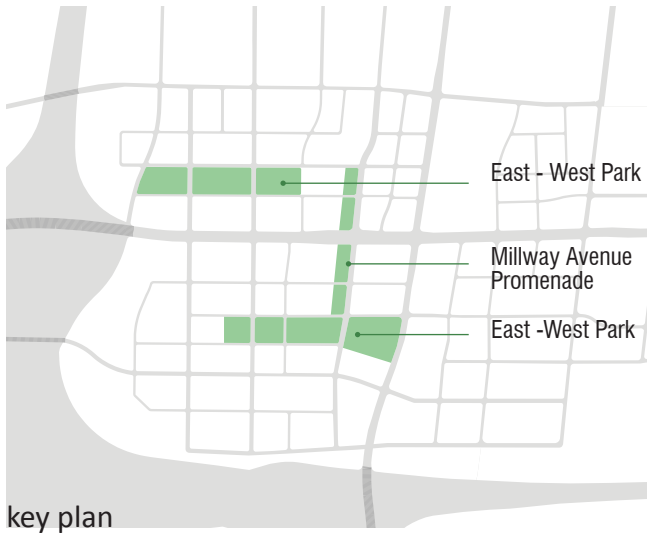 East - West Park
Millway Avenue
Promenade
East -West Park
key plan